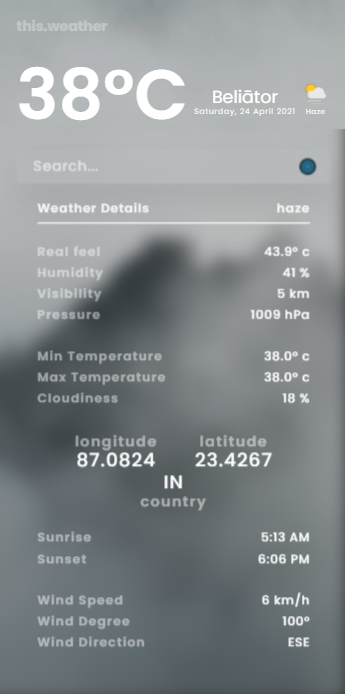 this.weather
38°C
Beliātor
Saturday, 24 April 2021
Haze
Search...
Weather Details haze
Real feel 43.9° c
Humidity 41 %
Visibility 5 km
Pressure 1009 hPa
Min Temperature 38.0° c
Max Temperature 38.0° c
Cloudiness 18 %
longitude latitude
87.0824 23.4267
IN
country
Sunrise 5:13 AM
Sunset 6:06 PM
Wind Speed 6 km/h
Wind Degree 100°
Wind Direction ESE